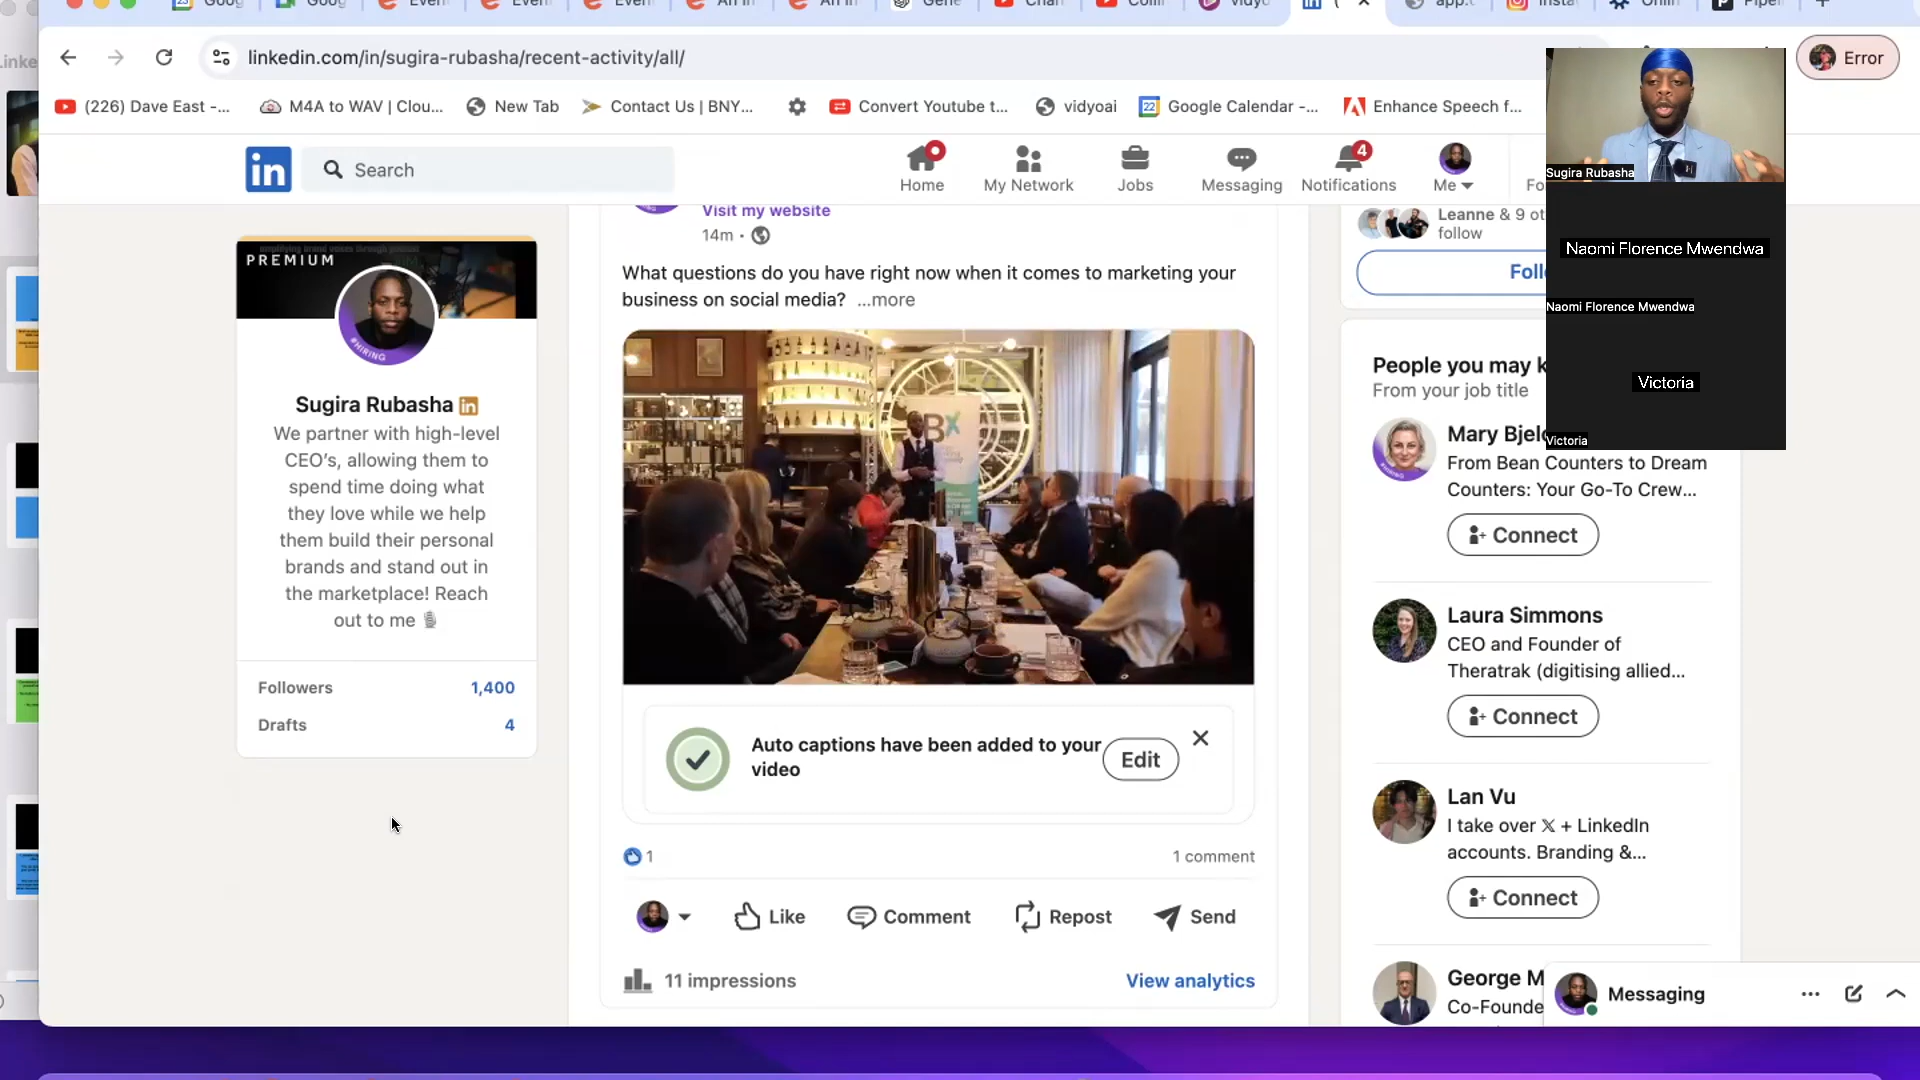 linkedin.com/in/sugira-rubasha/recent-activity/all/
Error
(226) Dave East -...
M4A to WAV | Clou...
New Tab
Contact Us | BNY...
Convert Youtube t...
vidyoai
Google Calendar -...
Enhance Speech f...
in
Search
Home
My Network
Jobs
Messaging
4
Notifications
Me
Sugira Rubasha
Naomi Florence Mwendwa
Naomi Florence Mwendwa
Victoria
Victoria
PREMIUM
#HIRING
Sugira Rubasha in
We partner with high-level
CEO’s, allowing them to
spend time doing what
they love while we help
them build their personal
brands and stand out in
the marketplace! Reach
out to me
Followers 1,400
Drafts 4
Visit my website
14m •
What questions do you have right now when it comes to marketing your
business on social media? ...more
Auto captions have been added to your
video
Edit
1
1 comment
Like
Comment
Repost
Send
11 impressions
View analytics
Leanne & 9 ot
follow
Foll
People you may k
From your job title
Mary Bjel
From Bean Counters to Dream
Counters: Your Go-To Crew...
Connect
Laura Simmons
CEO and Founder of
Theratrak (digitising allied...
Connect
Lan Vu
I take over 𝕏 + LinkedIn
accounts. Branding &...
Connect
George M
Co-Founde
Messaging